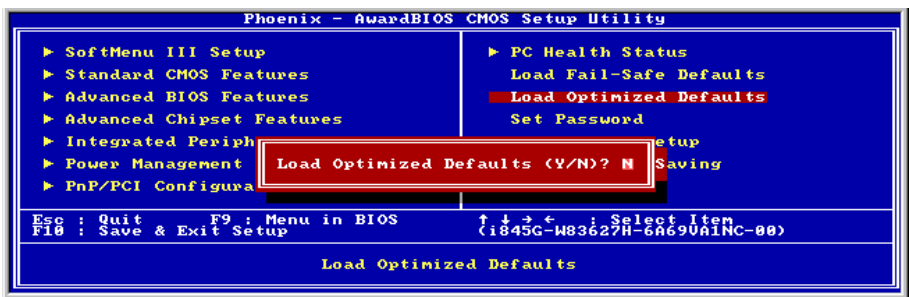 Phoenix - AwardBIOS CMOS Setup Utility
► SoftMenu III Setup
► Standard CMOS Features
► Advanced BIOS Features
► Advanced Chipset Features
► Integrated Periph
► Power Management
► PnP/PCI Configura
► PC Health Status
Load Fail-Safe Defaults
Load Optimized Defaults
Set Password
etup
Saving
Load Optimized Defaults (Y/N)? N
Esc : Quit F9 : Menu in BIOS ↑ ↓ → ← : Select Item
F10 : Save & Exit Setup (i845G-W83627H-6A69VA1NC-00)
Load Optimized Defaults